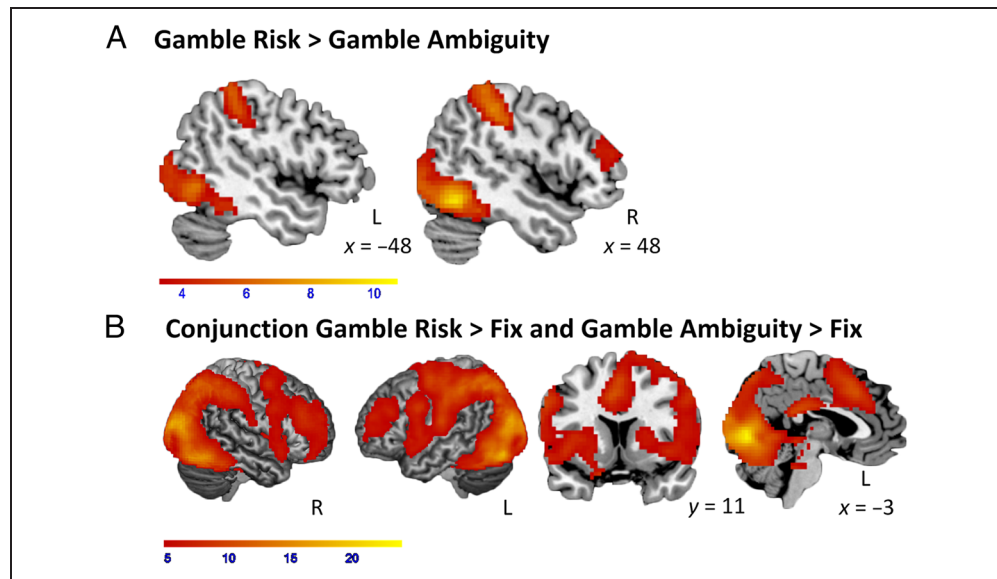 A Gamble Risk > Gamble Ambiguity
L
x = –48
R
x = 48
4 6 8 10
B Conjunction Gamble Risk > Fix and Gamble Ambiguity > Fix
R
L
y = 11
L
x = –3
5 10 15 20